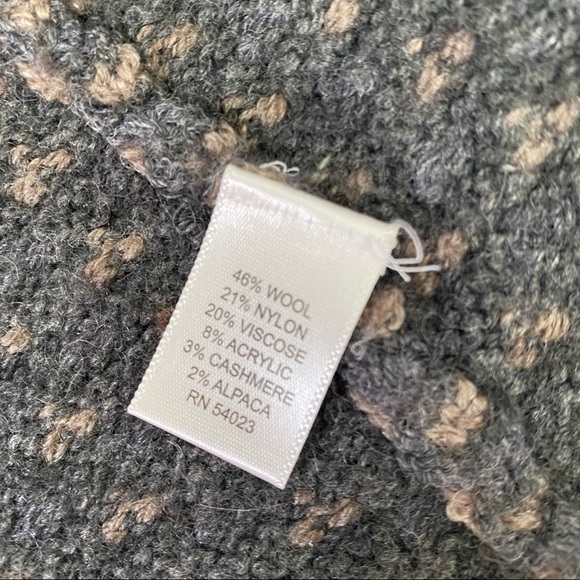 46% WOOL
21% NYLON
20% VISCOSE
8% ACRYLIC
3% CASHMERE
2% ALPACA
RN 54023